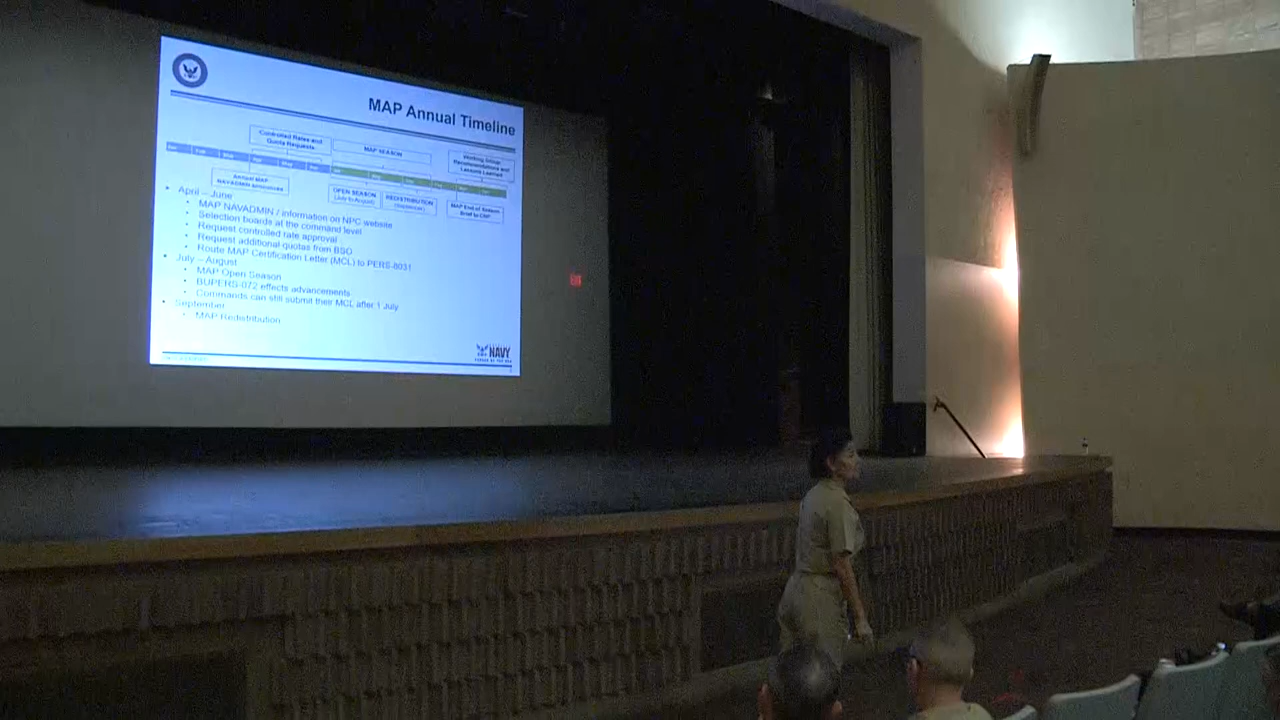 MAP Annual Timeline
Controlled Rates and
Quota Requests
MAP SEASON
Working Group
Recommendations and
Lessons Learned
Annual MAP
NAVADMIN announced
OPEN SEASON
(July to August)
REDISTRIBUTION
(September)
MAP End of Season
Brief to CNP
• April – June
• MAP NAVADMIN / information on NPC website
• Selection boards at the command level
• Request controlled rate approval
• Request additional quotas from BSO
• Route MAP Certification Letter (MCL) to PERS-8031
• July – August
• MAP Open Season
• BUPERS-072 effects advancements
• Commands can still submit their MCL after 1 July
• September
• MAP Redistribution
NAVY